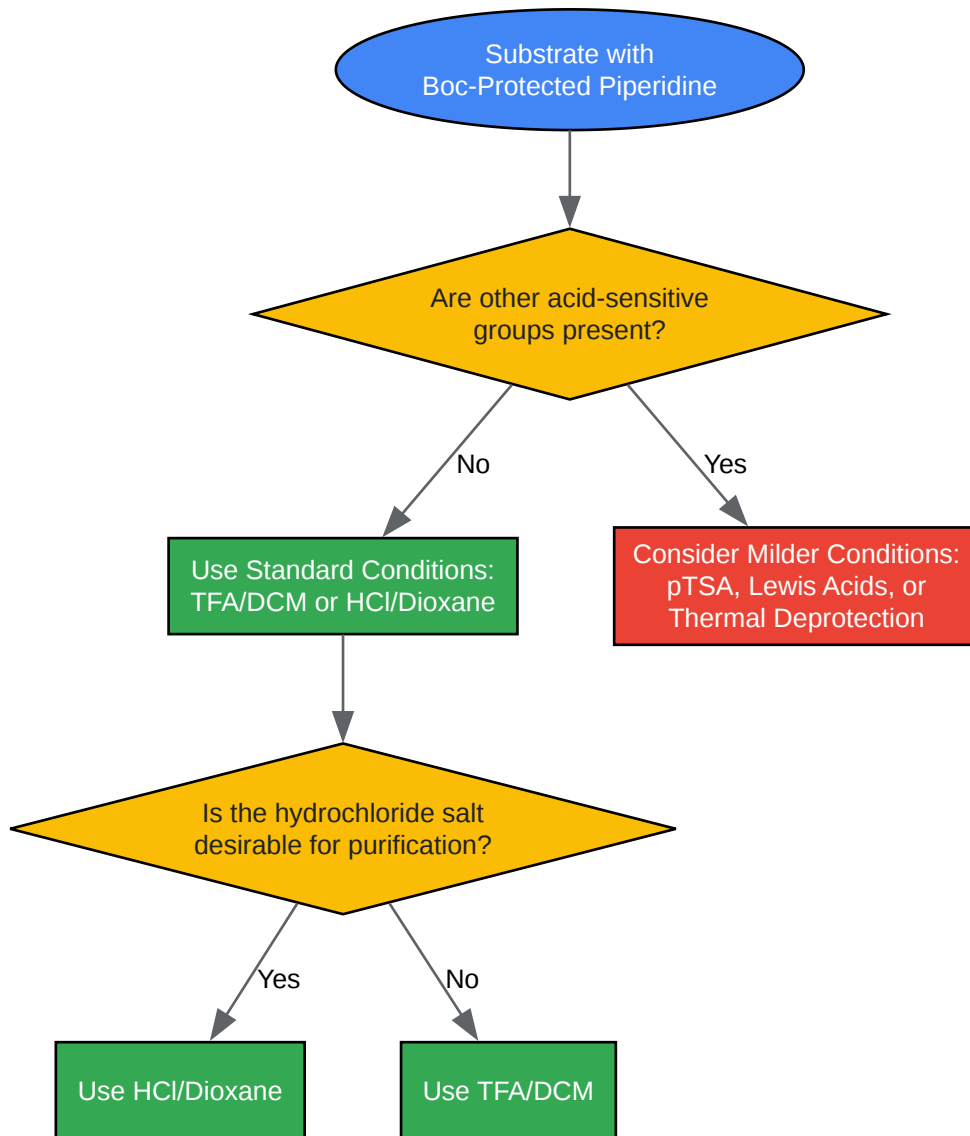 Substrate with
Boc-Protected Piperidine
Are other acid-sensitive
groups present?
No
Yes
Use Standard Conditions:
TFA/DCM or HCl/Dioxane
Consider Milder Conditions:
pTSA, Lewis Acids, or
Thermal Deprotection
Is the hydrochloride salt
desirable for purification?
Yes
No
Use HCl/Dioxane
Use TFA/DCM